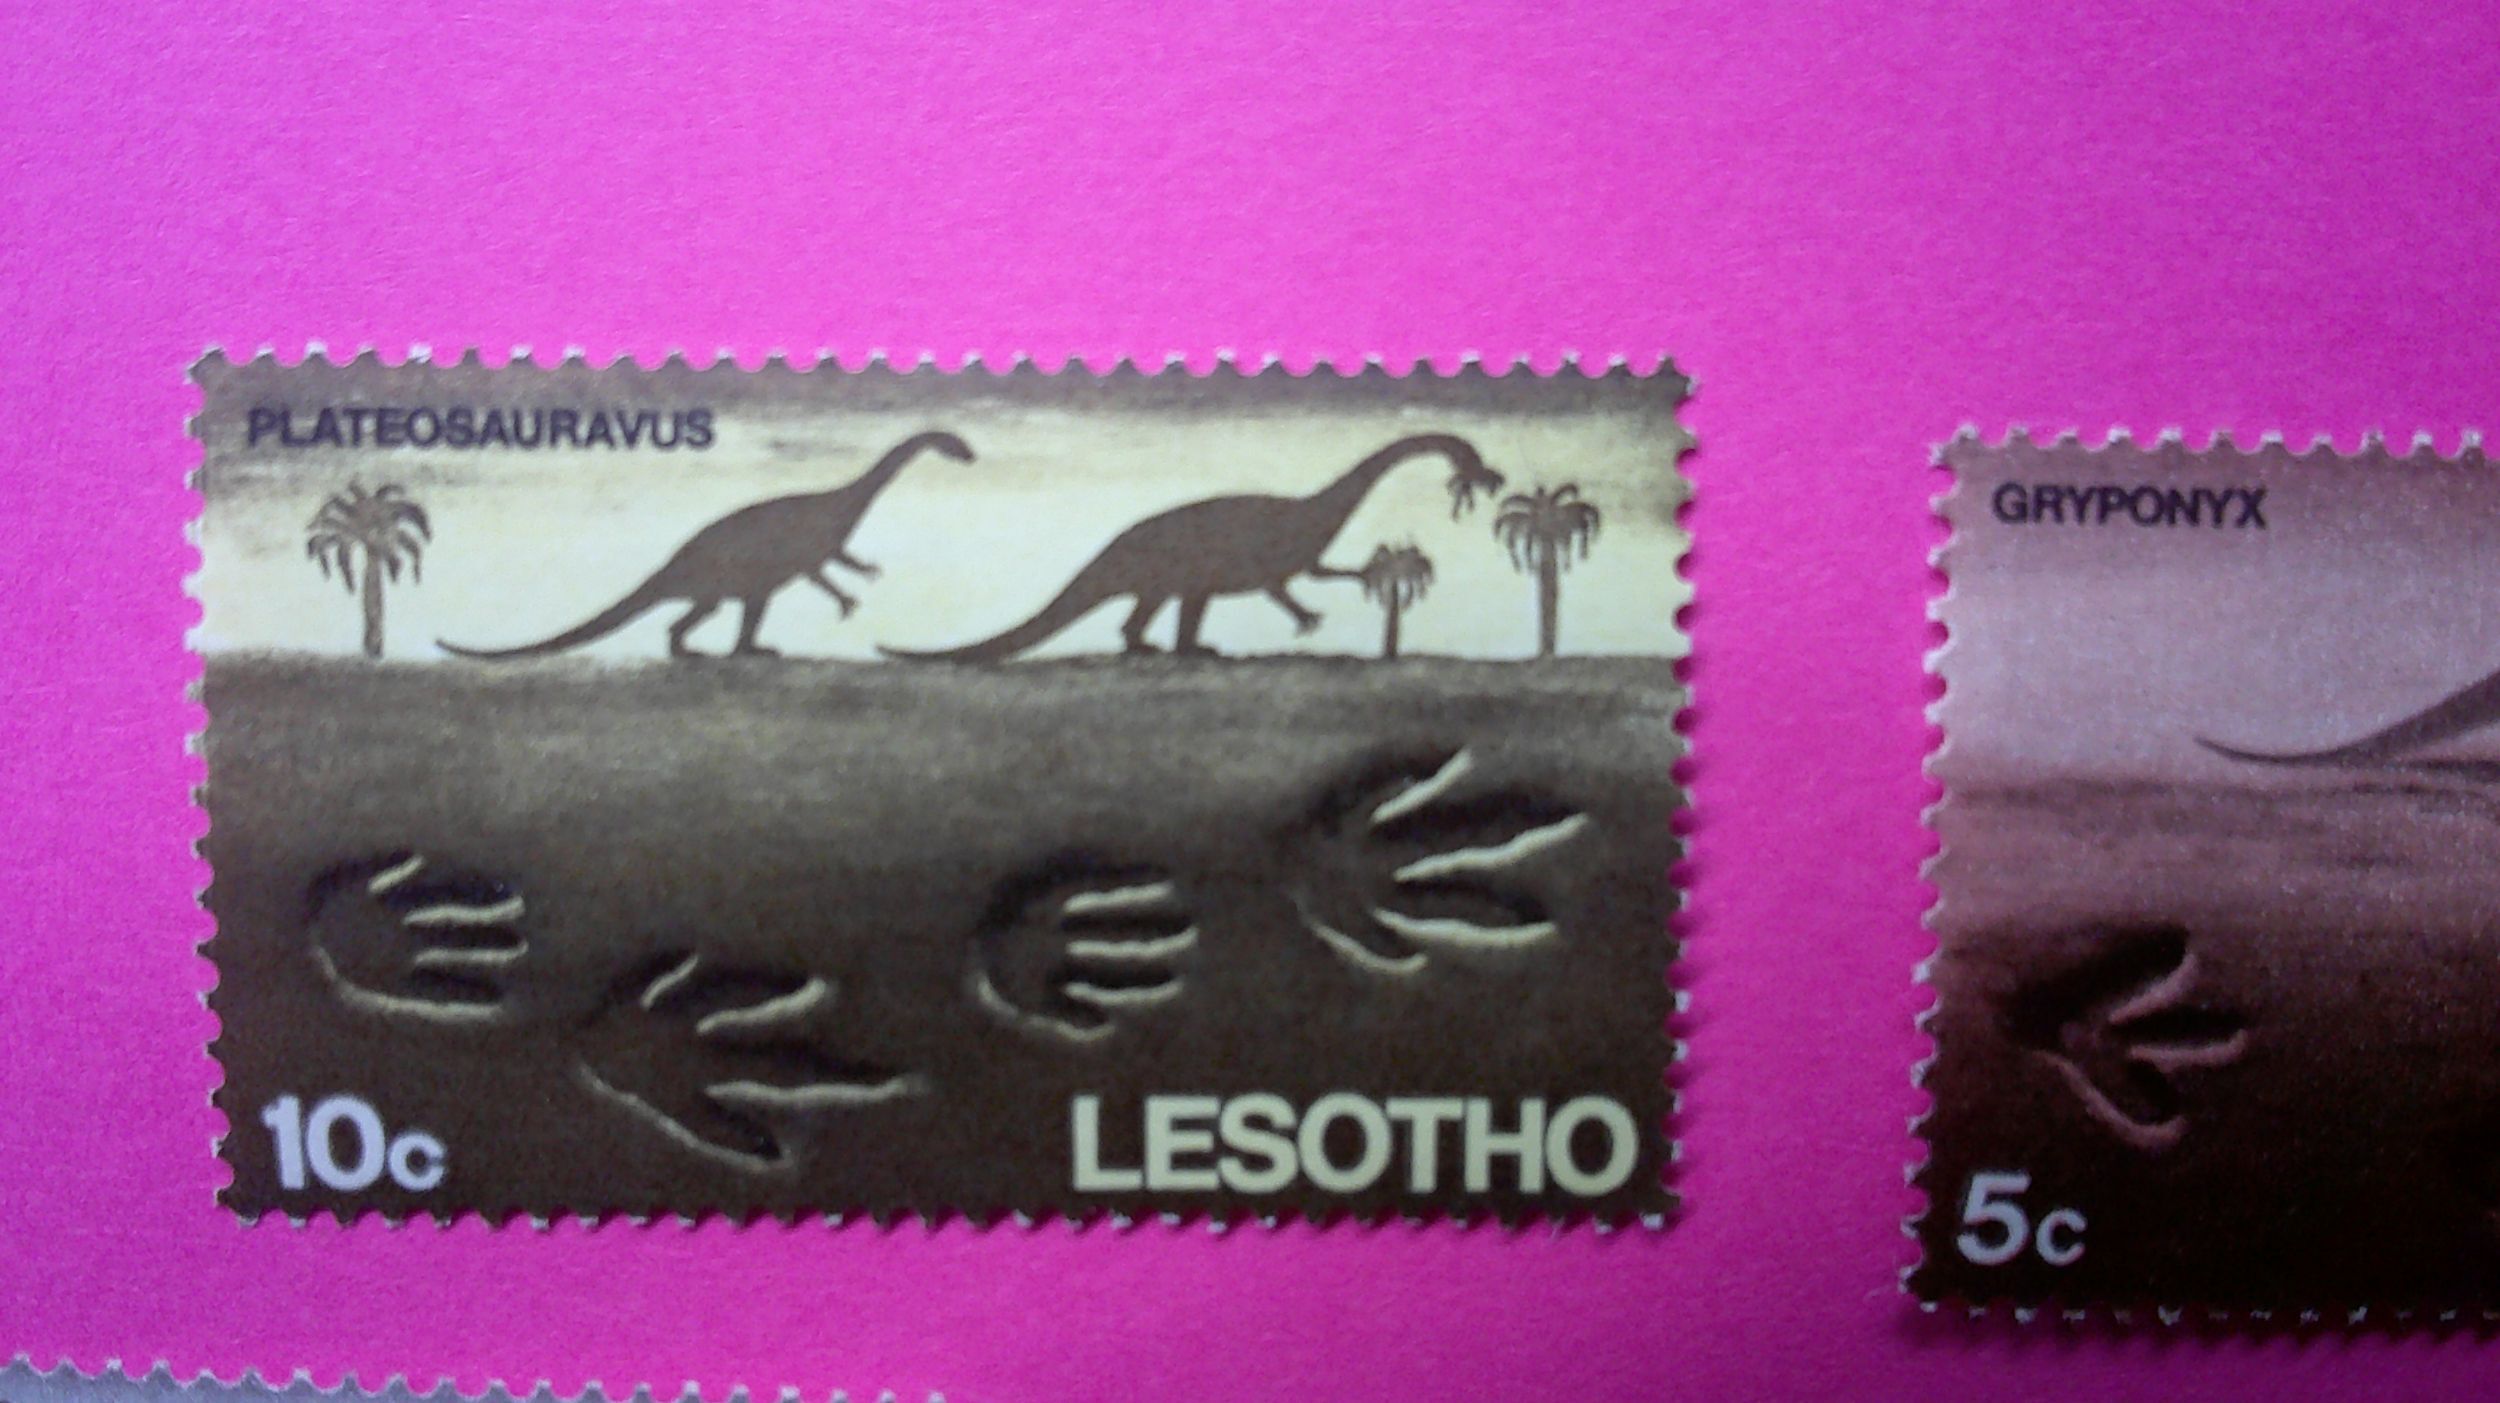 PLATEOSAURAVUS
10c
LESOTHO
GRYPONYX
5c